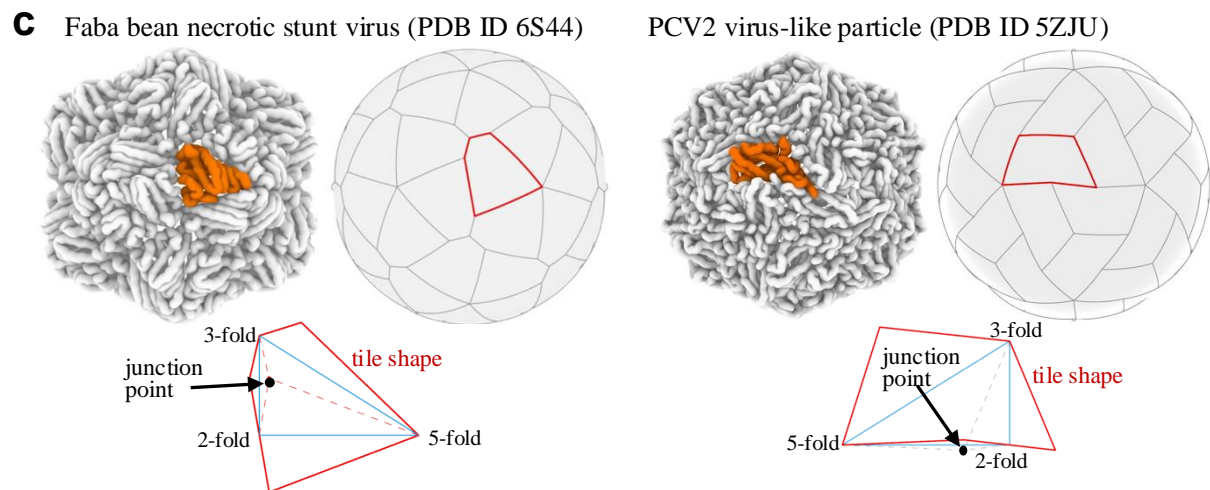 C Faba bean necrotic stunt virus (PDB ID 6S44)
PCV2 virus-like particle (PDB ID 5ZJU)
3-fold
tile shape
junction
point
2-fold
5-fold
3-fold
junction
point
tile shape
5-fold
2-fold